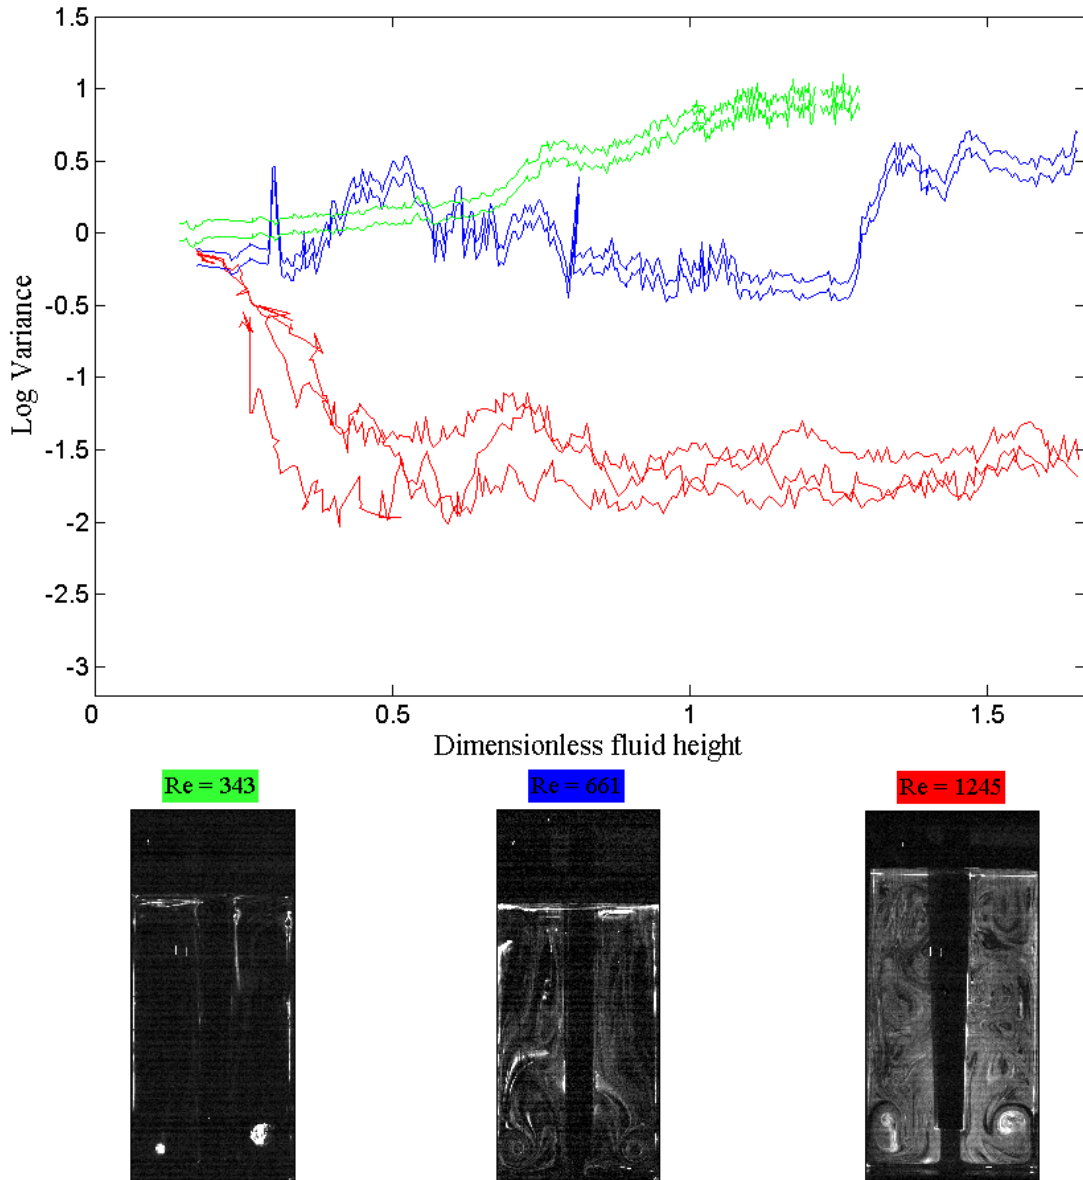 1.5
1
0.5
0
-0.5
-1
-1.5
-2
-2.5
-3
Log Variance
0 0.5 1 1.5
Dimensionless fluid height
Re = 343 Re = 661 Re = 1245